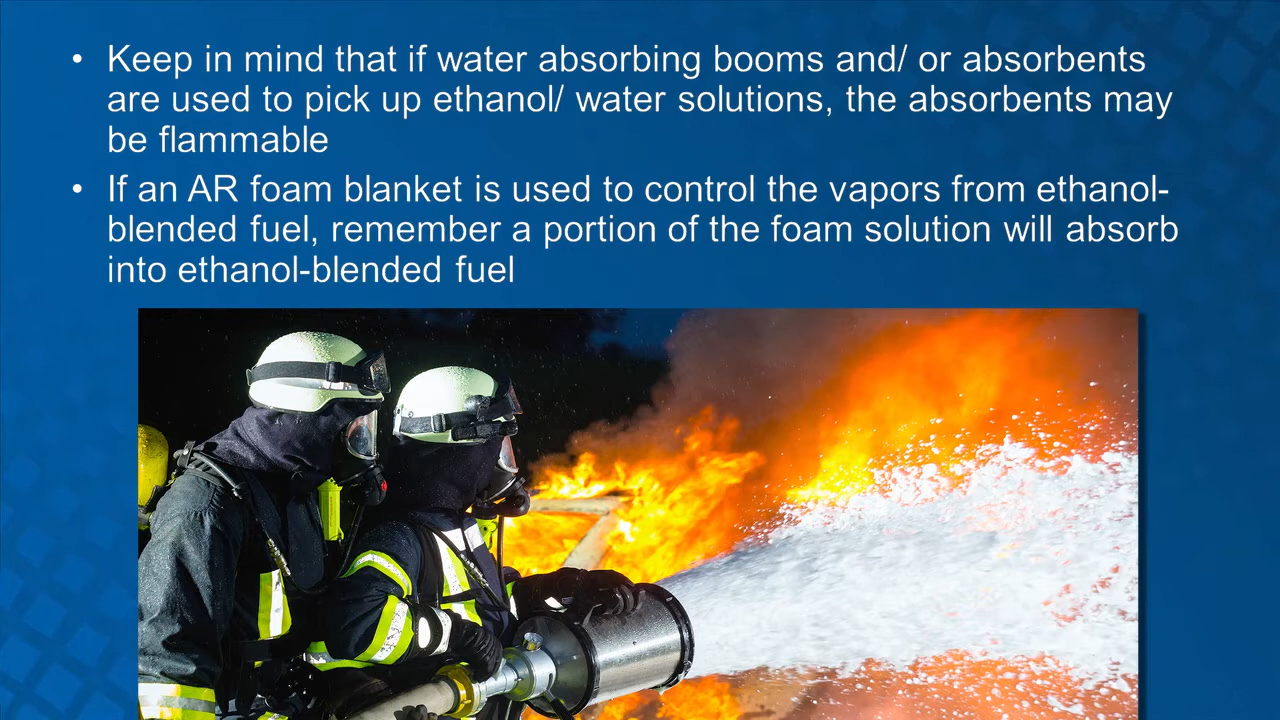 • Keep in mind that if water absorbing booms and/ or absorbents
are used to pick up ethanol/ water solutions, the absorbents may
be flammable
• If an AR foam blanket is used to control the vapors from ethanol-
blended fuel, remember a portion of the foam solution will absorb
into ethanol-blended fuel